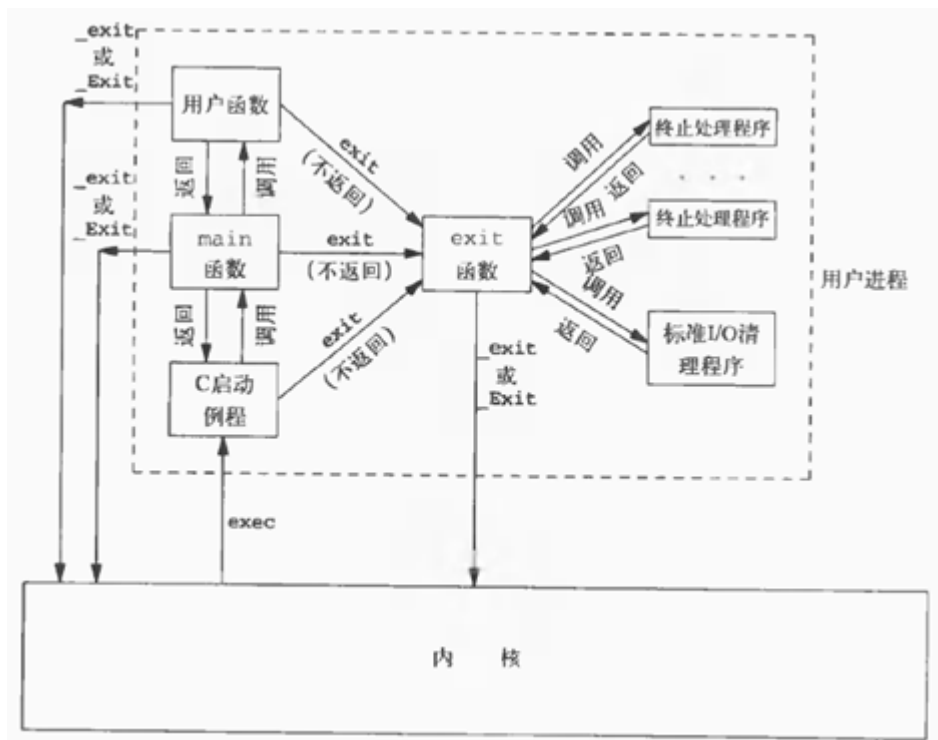 _exit
或
_Exit
用户函数
终止处理程序
exit
(不返回)
调用
返回
. . .
返回
调用
_exit
或
_Exit
调用
返回
终止处理程序
main
函数
exit
(不返回)
exit
函数
用户进程
调用
返回
返回
调用
exit
(不返回)
标准I/O清
理程序
C启动
例程
_exit
或
_Exit
exec
内 核